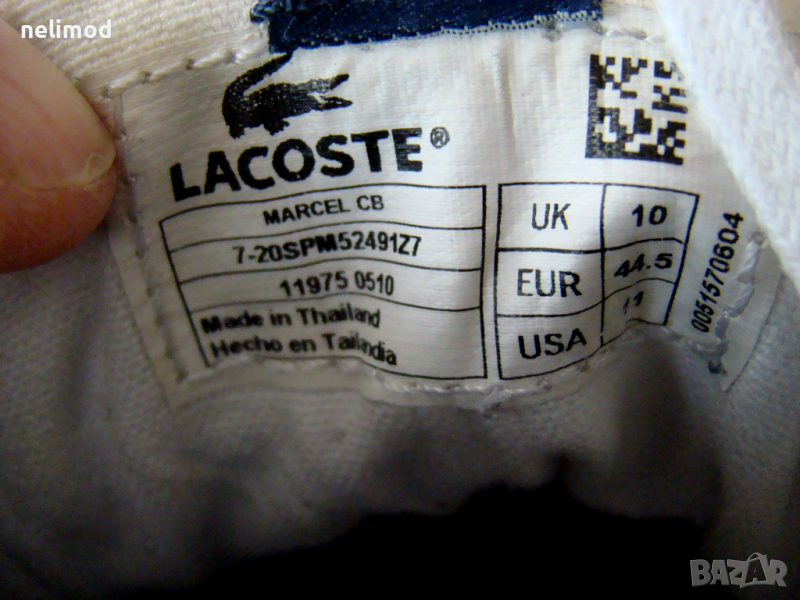 nelimod
LACOSTE®
MARCEL CB
7-20SPM5249127
11975 0510
Made in Thailand
Hecho en Tailandia
UK 10
EUR 44.5
USA 11
0051570604
BAZAR